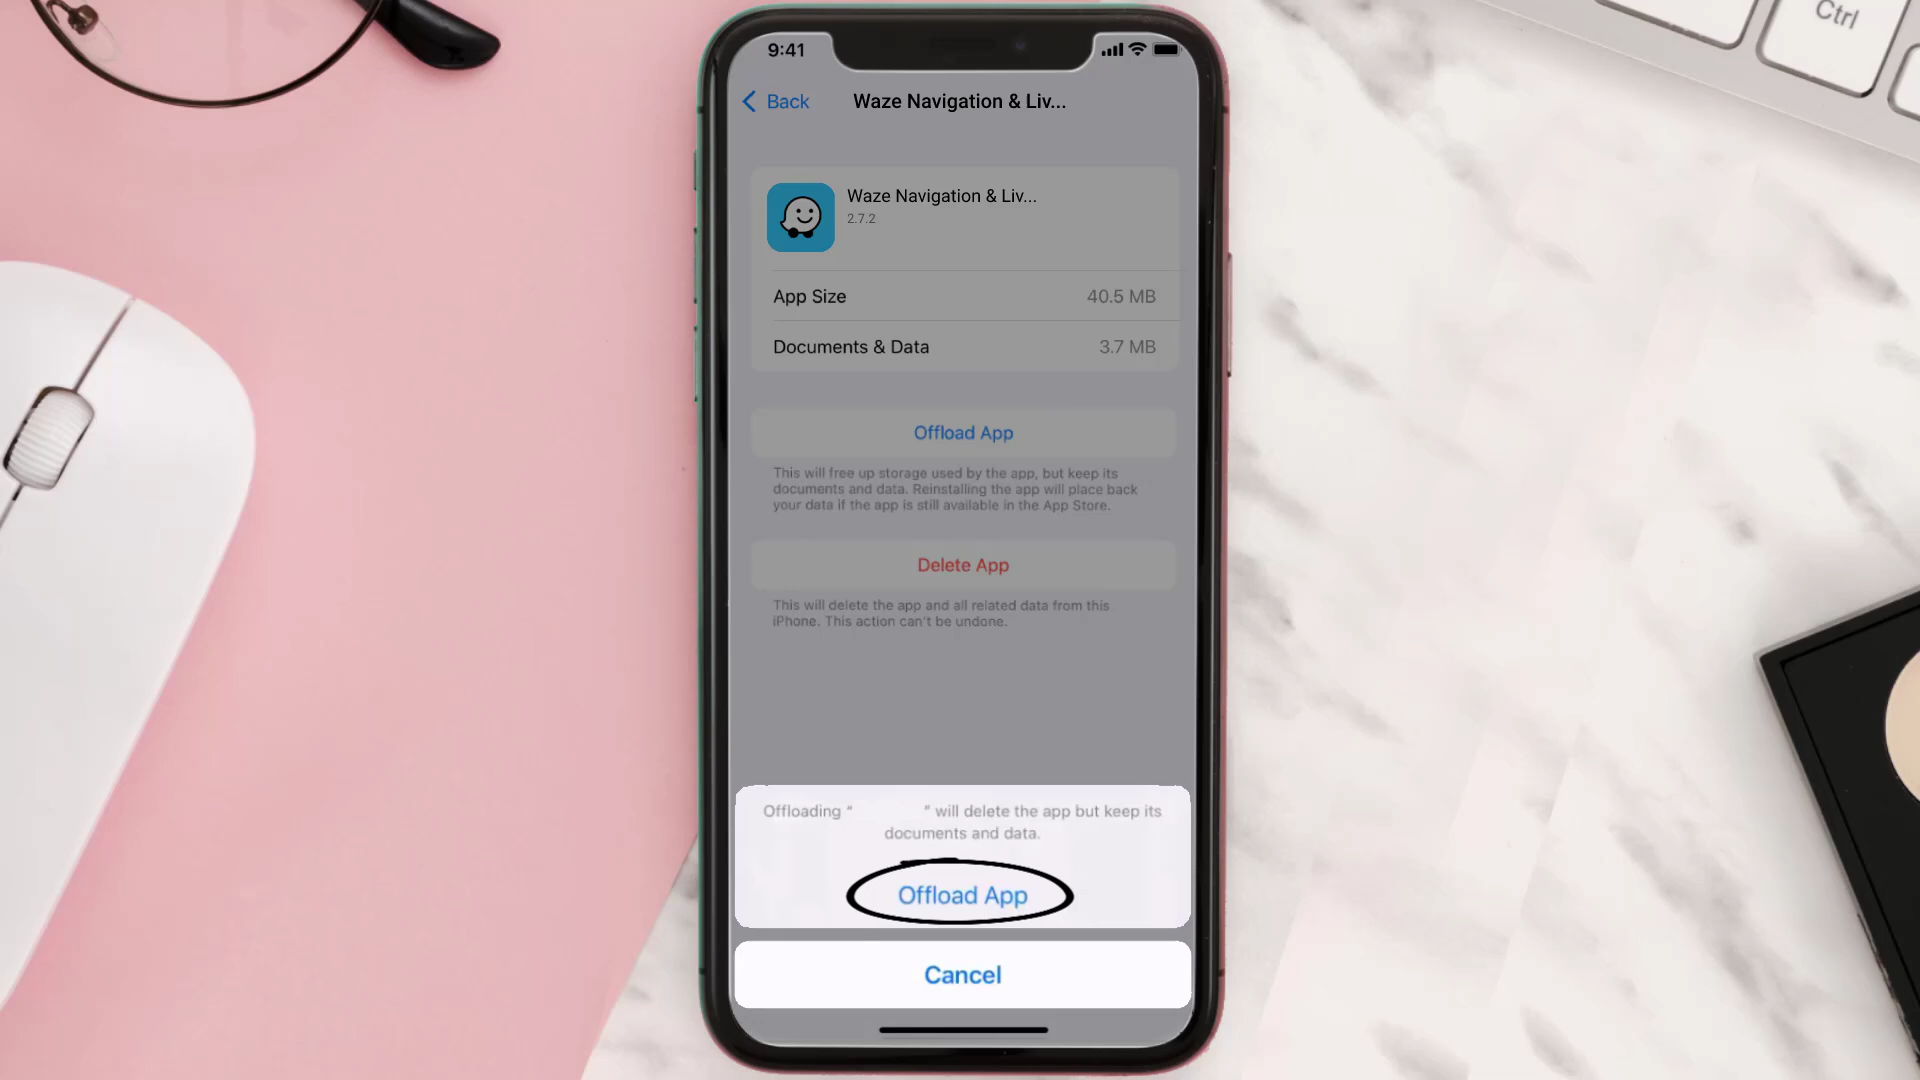 Ctrl
9:41
Back
Waze Navigation & Liv...
Waze Navigation & Liv...
2.7.2
App Size
40.5 MB
Documents & Data
3.7 MB
Offload App
This will free up storage used by the app, but keep its
documents and data. Reinstalling the app will place back
your data if the app is still available in the App Store.
Delete App
This will delete the app and all related data from this
iPhone. This action can't be undone.
Offloading “ ” will delete the app but keep its
documents and data.
Offload App
Cancel